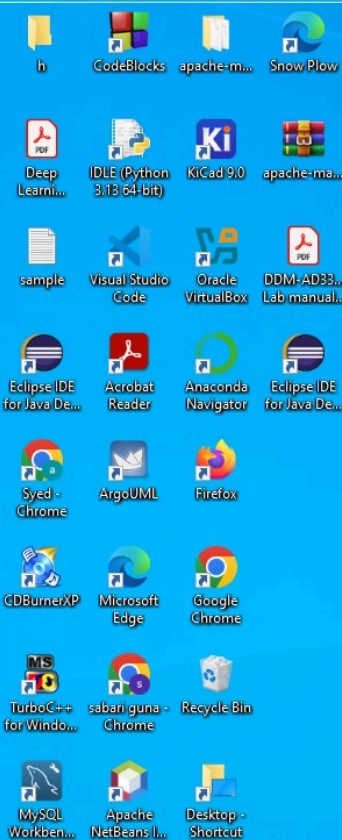 h
CodeBlocks
apache-m...
Snow Plow
Deep
Learni...
IDLE (Python
3.13 64-bit)
KiCad 9.0
apache-ma...
sample
Visual Studio
Code
Oracle
VirtualBox
DDM-AD33...
Lab manual...
Eclipse IDE
for Java De...
Acrobat
Reader
Anaconda
Navigator
Eclipse IDE
for Java De...
Syed -
Chrome
ArgoUML
Firefox
CDBurnerXP
Microsoft
Edge
Google
Chrome
TurboC++
for Windo...
sabari guna -
Chrome
Recycle Bin
MySQL
Workben...
Apache
NetBeans I...
Desktop -
Shortcut
PDF
Ki
PDF
a
MS
s